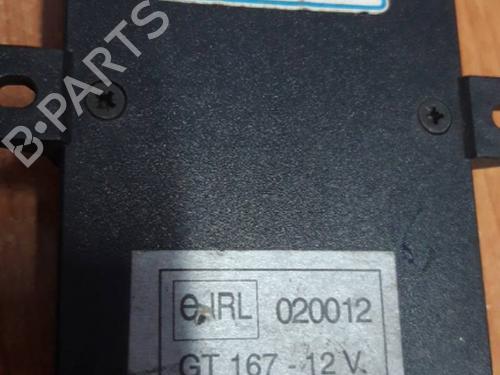 B-PARTS
e.IRL 020012
GT 167 - 12 V.